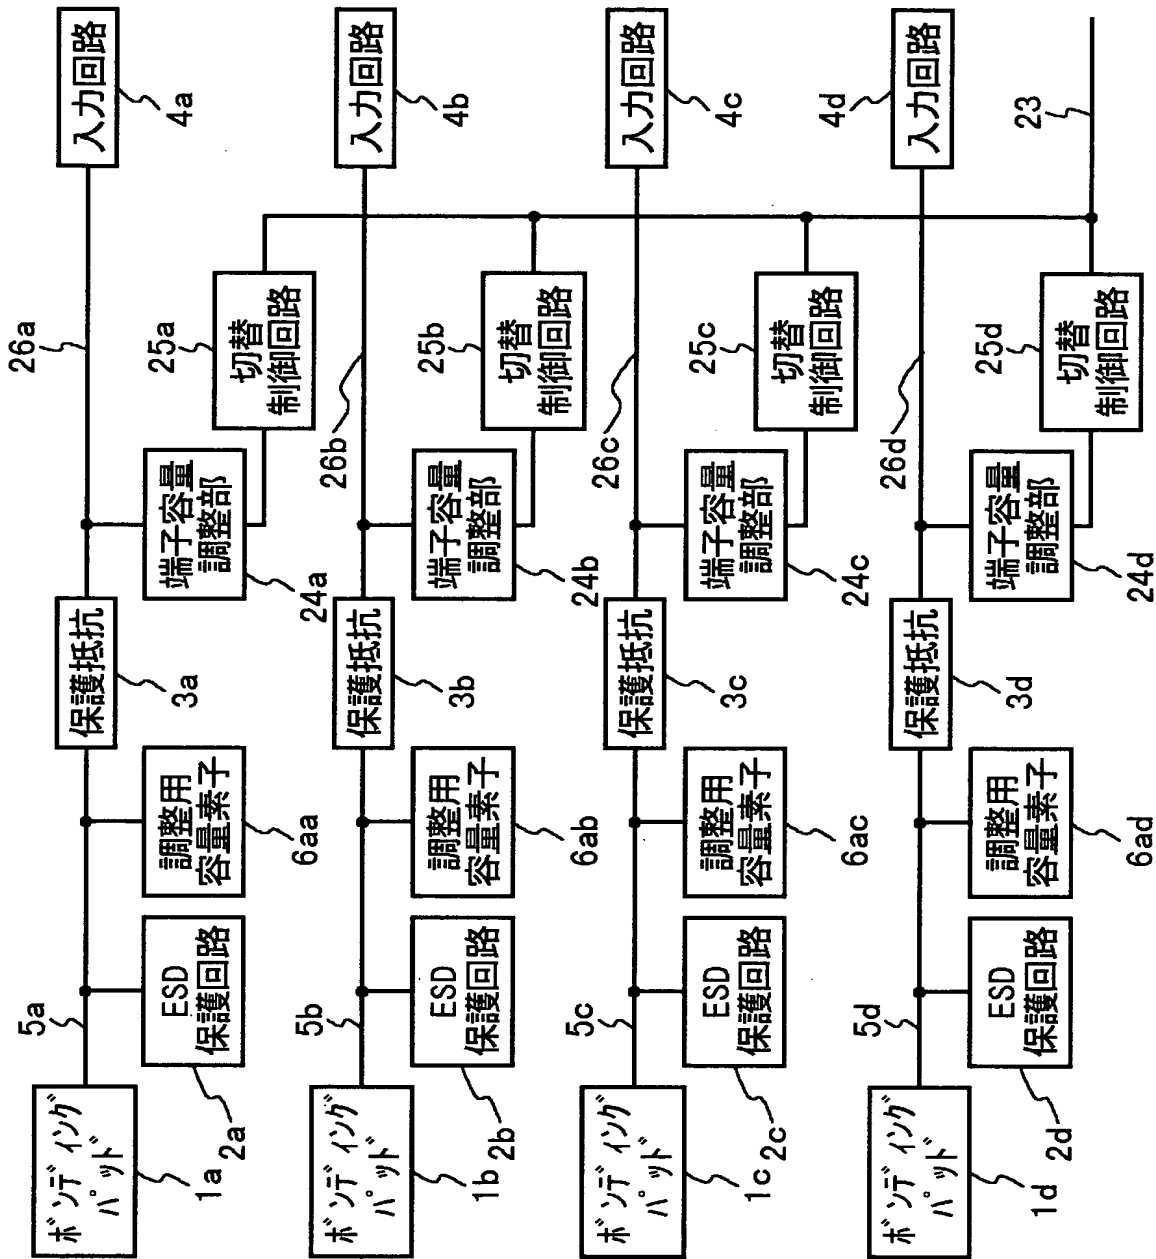 ボンディング
パッド
1a
5a
ESD
保護回路
2a
調整用
容量素子
6aa
保護抵抗
3a
端子容量
調整部
24a
26a
切替
制御回路
25a
入力回路
4a
ボンディング
パッド
1b
5b
ESD
保護回路
2b
調整用
容量素子
6ab
保護抵抗
3b
端子容量
調整部
24b
26b
切替
制御回路
25b
入力回路
4b
ボンディング
パッド
1c
5c
ESD
保護回路
2c
調整用
容量素子
6ac
保護抵抗
3c
端子容量
調整部
24c
26c
切替
制御回路
25c
入力回路
4c
ボンディング
パッド
1d
5d
ESD
保護回路
2d
調整用
容量素子
6ad
保護抵抗
3d
端子容量
調整部
24d
26d
切替
制御回路
25d
入力回路
4d
23